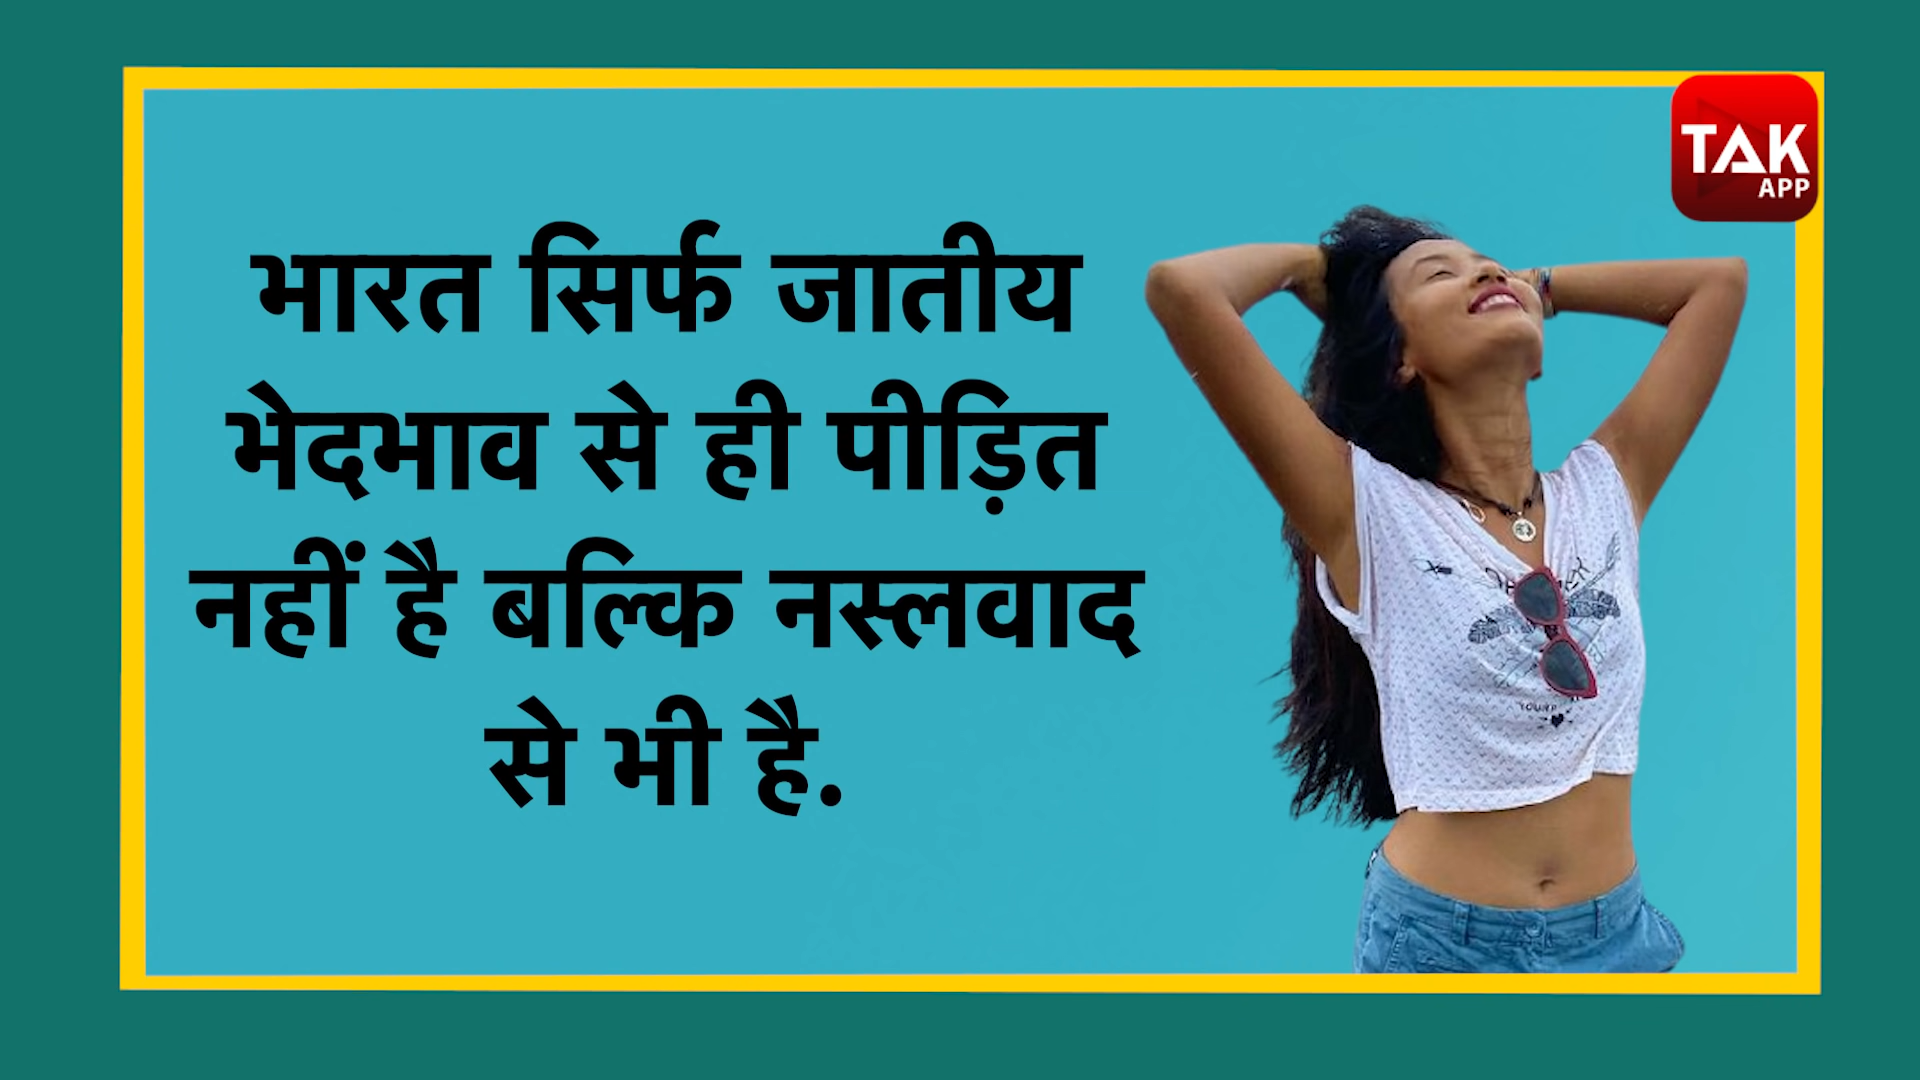 भारत सिर्फ जातीय
भेदभाव से ही पीड़ित
नहीं है बल्कि नस्लवाद
से भी है.
TAK
APP